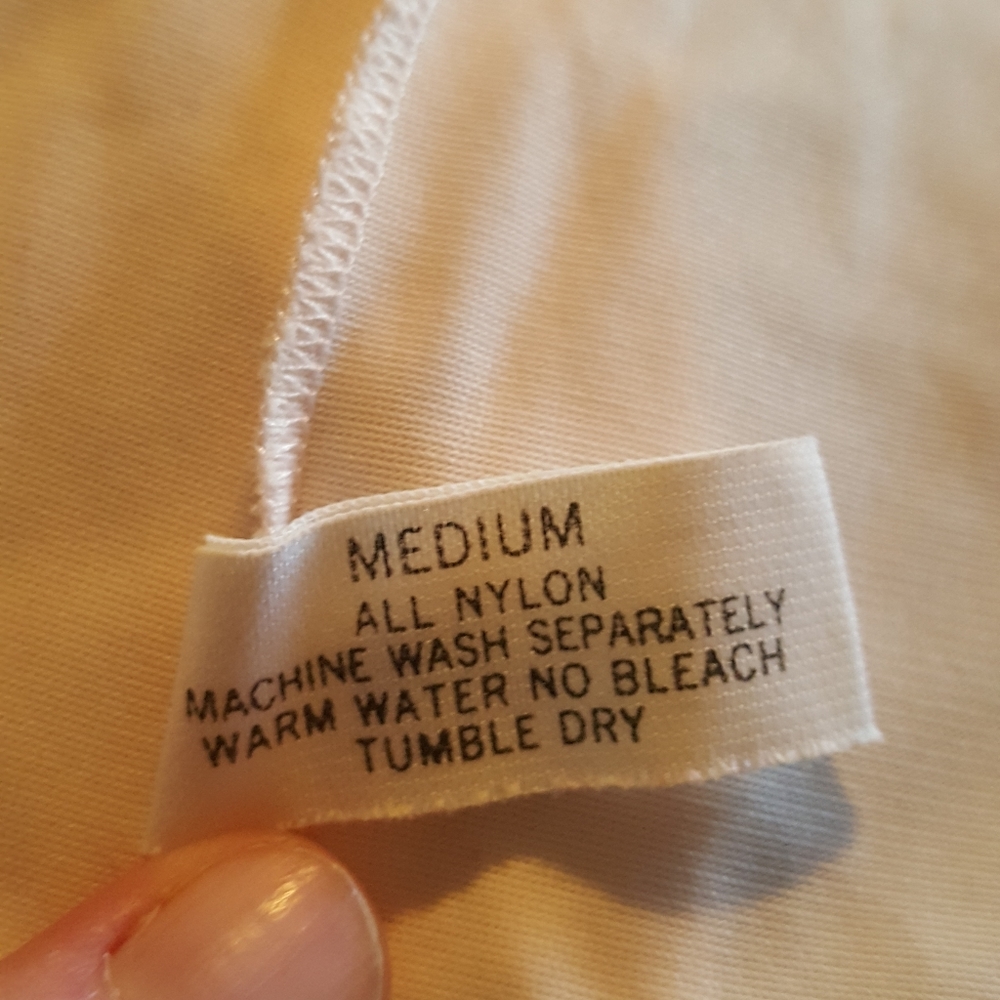 MEDIUM
ALL NYLON
MACHINE WASH SEPARATELY
WARM WATER NO BLEACH
TUMBLE DRY